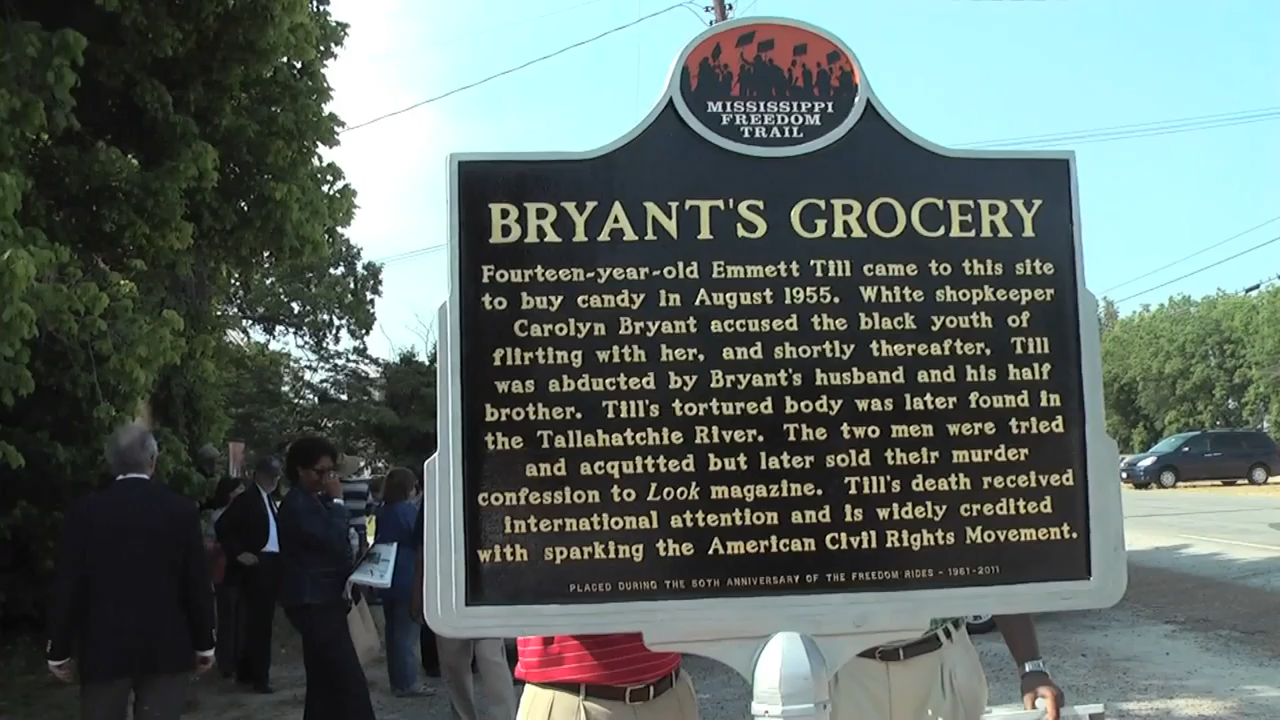 MISSISSIPPI
FREEDOM
TRAIL
BRYANT'S GROCERY
Fourteen-year-old Emmett Till came to this site
to buy candy in August 1955. White shopkeeper
Carolyn Bryant accused the black youth of
flirting with her, and shortly thereafter, Till
was abducted by Bryant's husband and his half
brother. Till's tortured body was later found in
the Tallahatchie River. The two men were tried
and acquitted but later sold their murder
confession to Look magazine. Till's death received
international attention and is widely credited
with sparking the American Civil Rights Movement.
PLACED DURING THE 50TH ANNIVERSARY OF THE FREEDOM RIDES - 1961-2011